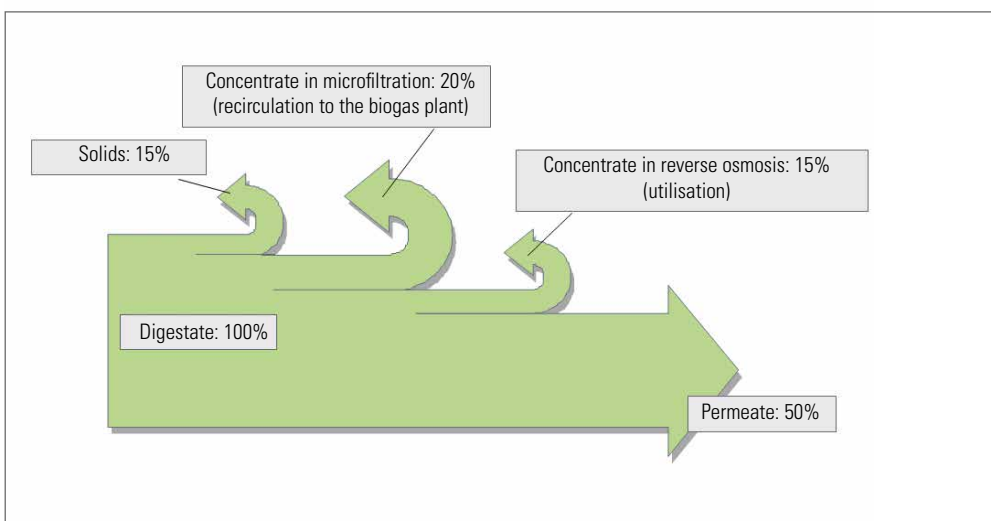 Concentrate in microfiltration: 20%
(recirculation to the biogas plant)
Solids: 15%
Concentrate in reverse osmosis: 15%
(utilisation)
Digestate: 100%
Permeate: 50%